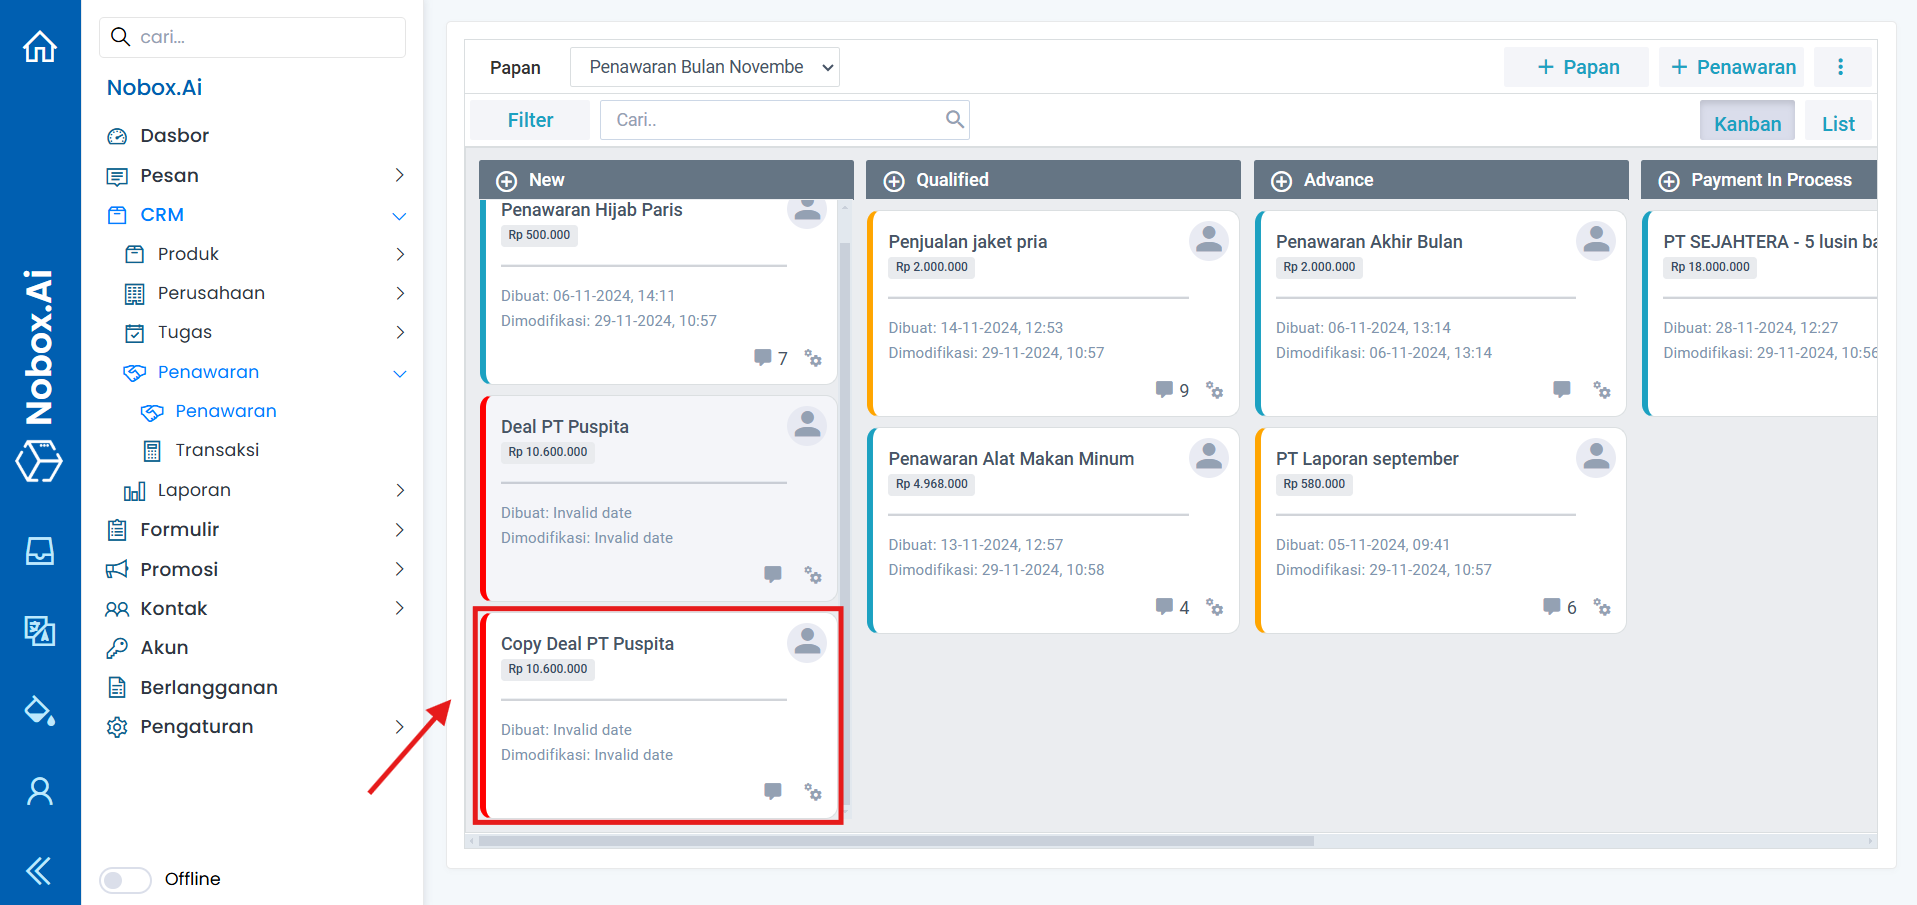 Nobox.Ai
cari...
Nobox.Ai
Dasbor
Pesan
CRM
Produk
Perusahaan
Tugas
Penawaran
Penawaran
Transaksi
Laporan
Formulir
Promosi
Kontak
Akun
Berlangganan
Pengaturan
Offline
Papan
Penawaran Bulan Novembe
+ Papan
+ Penawaran
Filter
Cari..
Kanban
List
New
Penawaran Hijab Paris
Rp 500.000
Dibuat: 06-11-2024, 14:11
Dimodifikasi: 29-11-2024, 10:57
7
Deal PT Puspita
Rp 10.600.000
Dibuat: Invalid date
Dimodifikasi: Invalid date
Copy Deal PT Puspita
Rp 10.600.000
Dibuat: Invalid date
Dimodifikasi: Invalid date
Qualified
Penjualan jaket pria
Rp 2.000.000
Dibuat: 14-11-2024, 12:53
Dimodifikasi: 29-11-2024, 10:57
9
Penawaran Alat Makan Minum
Rp 4.968.000
Dibuat: 13-11-2024, 12:57
Dimodifikasi: 29-11-2024, 10:58
4
Advance
Penawaran Akhir Bulan
Rp 2.000.000
Dibuat: 06-11-2024, 13:14
Dimodifikasi: 06-11-2024, 13:14
PT Laporan september
Rp 580.000
Dibuat: 05-11-2024, 09:41
Dimodifikasi: 29-11-2024, 10:57
6
Payment In Process
PT SEJAHTERA - 5 lusin ba
Rp 18.000.000
Dibuat: 28-11-2024, 12:27
Dimodifikasi: 29-11-2024, 10:56